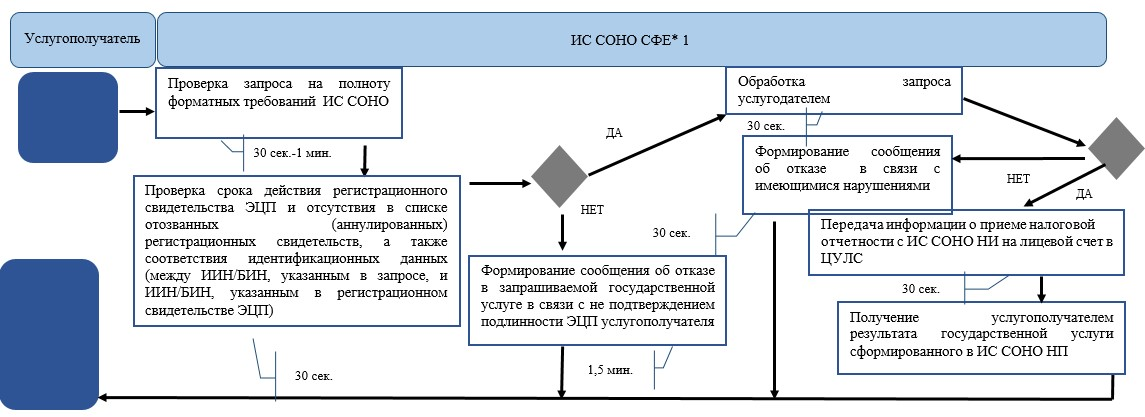 Услугополучатель
ИС СОНО СФЕ* 1
Проверка запроса на полноту
форматных требований ИС СОНО
30 сек.-1 мин.
Проверка срока действия регистрационного
свидетельства ЭЦП и отсутствия в списке
отозванных (аннулированных)
регистрационных свидетельств, а также
соответствия идентификационных данных
(между ИИН/БИН, указанным в запросе, и
ИИН/БИН, указанным в регистрационном
свидетельстве ЭЦП)
30 сек.
ДА
НЕТ
Формирование сообщения об отказе
в запрашиваемой государственной
услуге в связи с не подтверждением
подлинности ЭЦП услугополучателя
1,5 мин.
Обработка запроса
услугодателем
30 сек.
Формирование сообщения
об отказе в связи с
имеющимися нарушениями
30 сек.
НЕТ
ДА
Передача информации о приеме налоговой
отчетности с ИС СОНО НИ на лицевой счет в
ЦУЛС
30 сек.
Получение услугополучателем
результата государственной услуги
сформированного в ИС СОНО НП